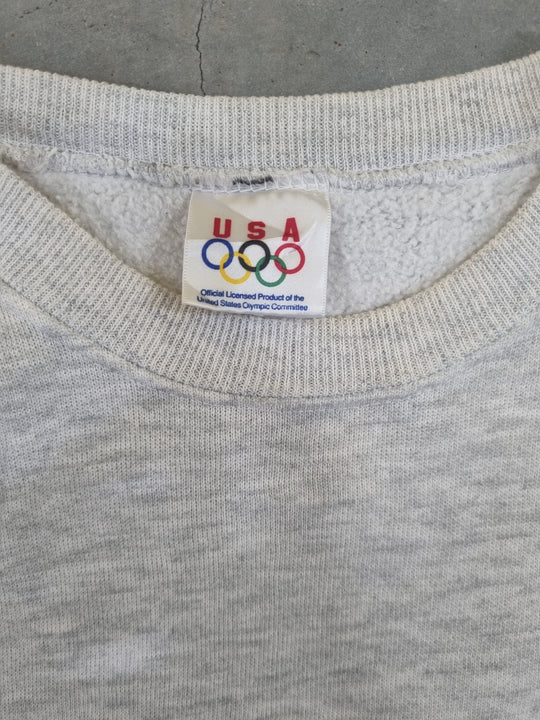 USA
Official Licensed Product of the
United States Olympic Committee